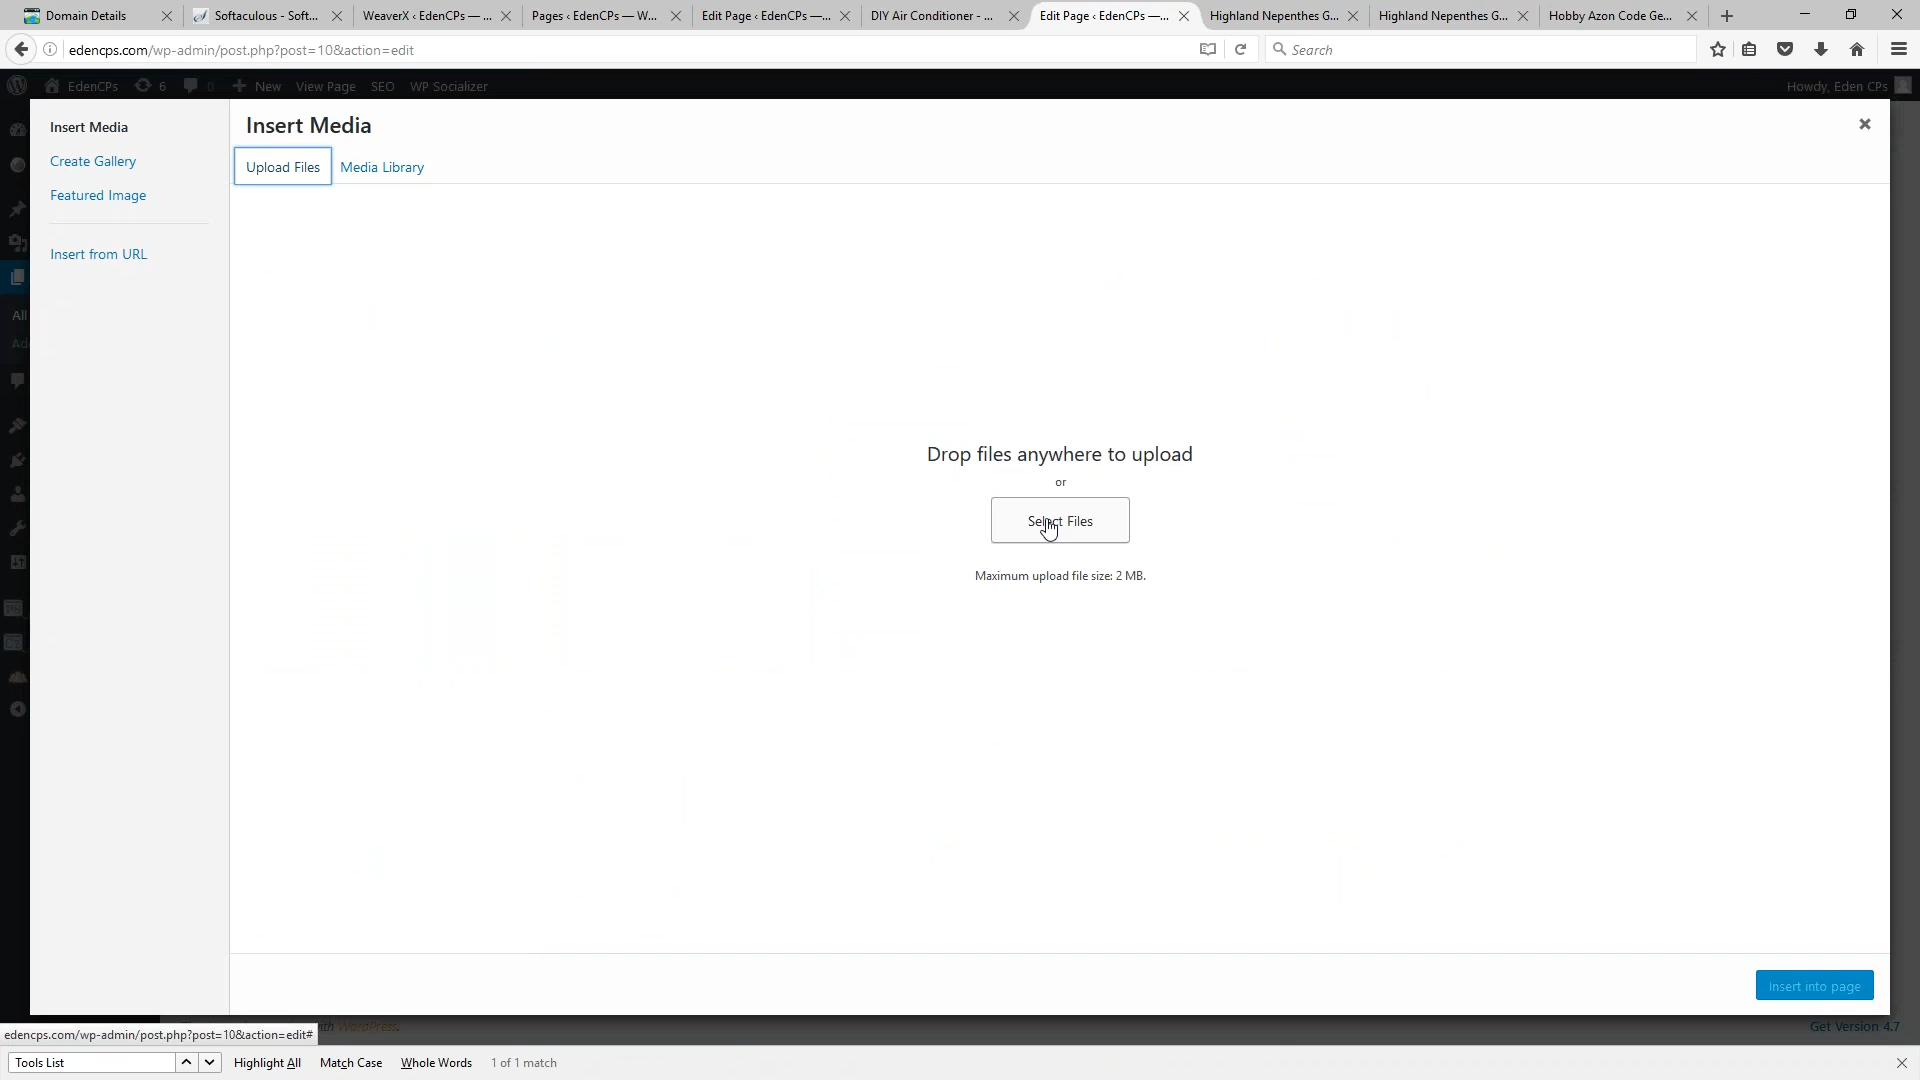 Domain Details
Softaculous - Soft...
WeaverX ‹ EdenCPs — ...
Pages ‹ EdenCPs — W...
Edit Page ‹ EdenCPs —...
DIY Air Conditioner - ...
Edit Page ‹ EdenCPs —...
Highland Nepenthes G...
Highland Nepenthes G...
Hobby Azon Code Ge...
edencps.com/wp-admin/post.php?post=10&action=edit
Search
EdenCPs
6
0
New
View Page
SEO
WP Socializer
Howdy, Eden CPs
Insert Media
Create Gallery
Featured Image
Insert from URL
All
Insert Media
Upload Files
Media Library
Drop files anywhere to upload
or
Select Files
Maximum upload file size: 2 MB.
Insert into page
WordPress.
Get Version 4.7
edencps.com/wp-admin/post.php?post=10&action=edit#
Tools List
Highlight All
Match Case
Whole Words
1 of 1 match